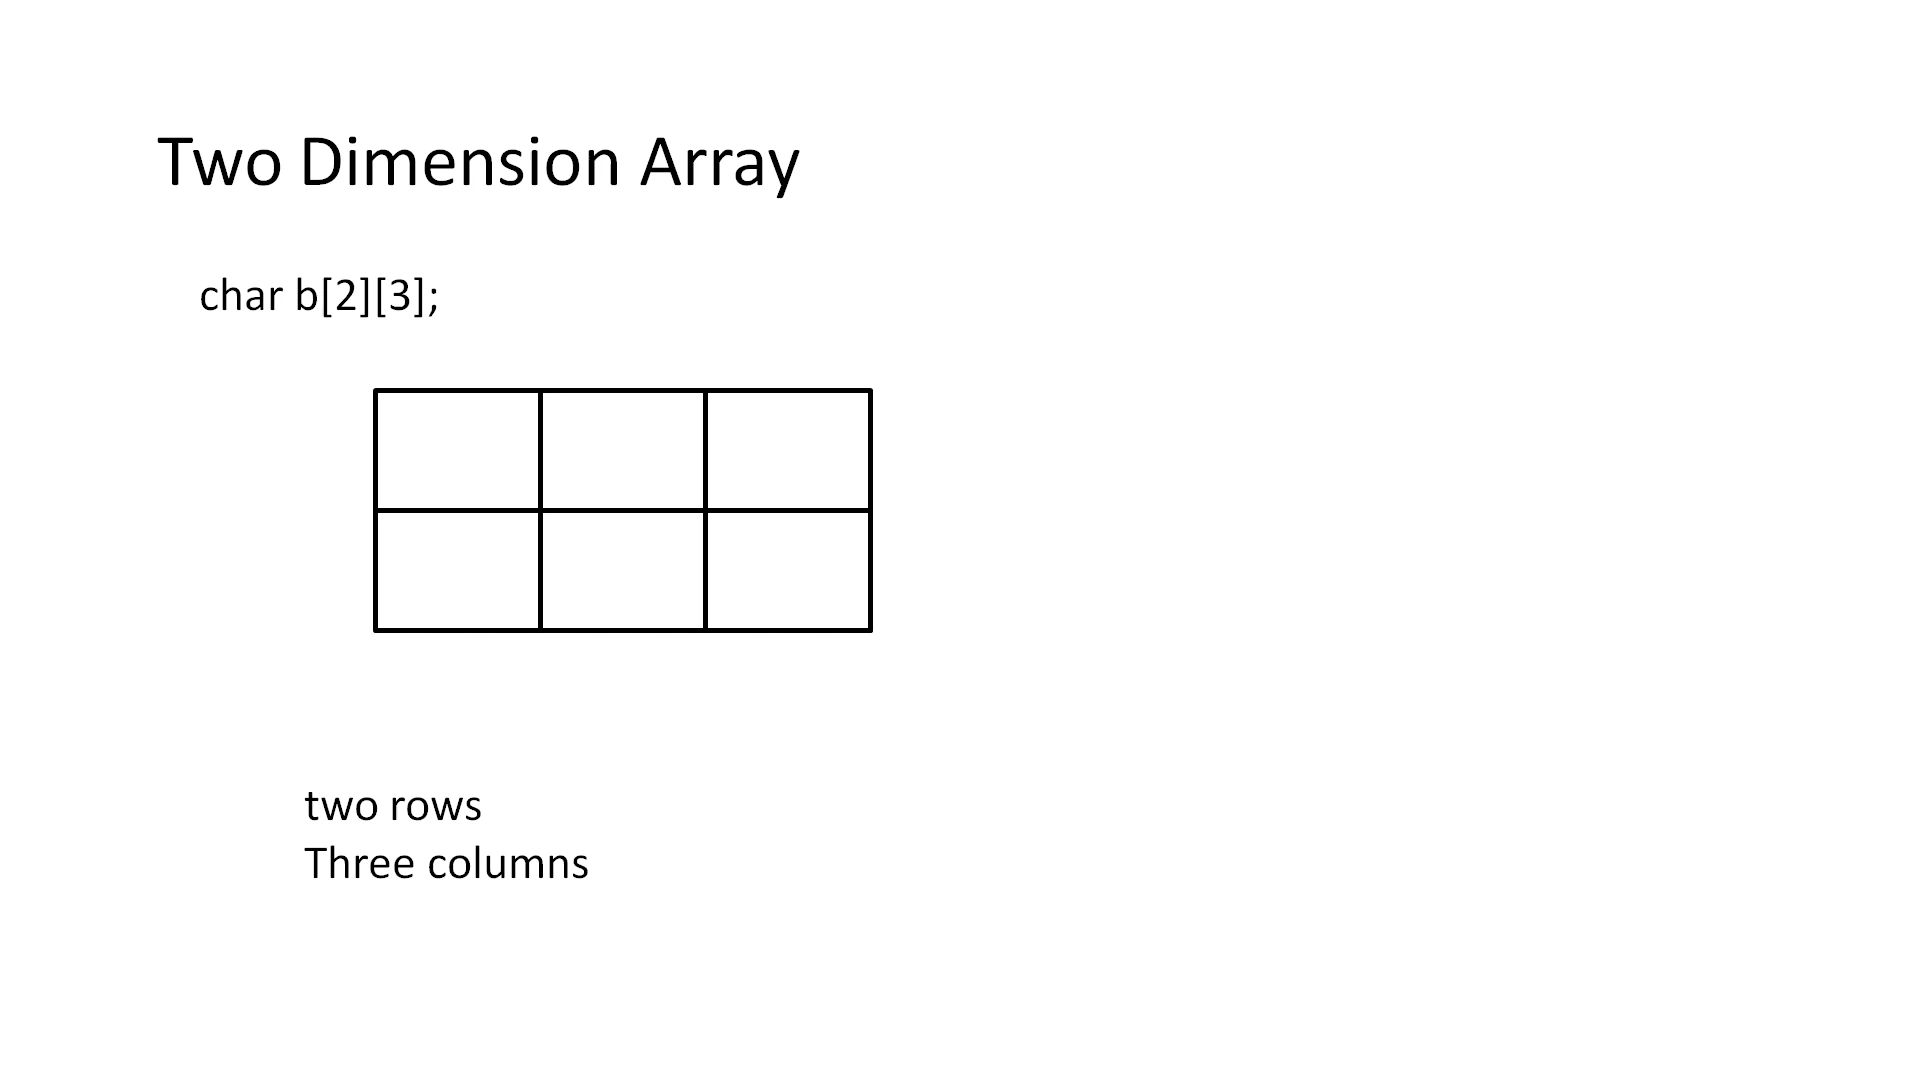 Two Dimension Array
char b[2][3];
two rows
Three columns